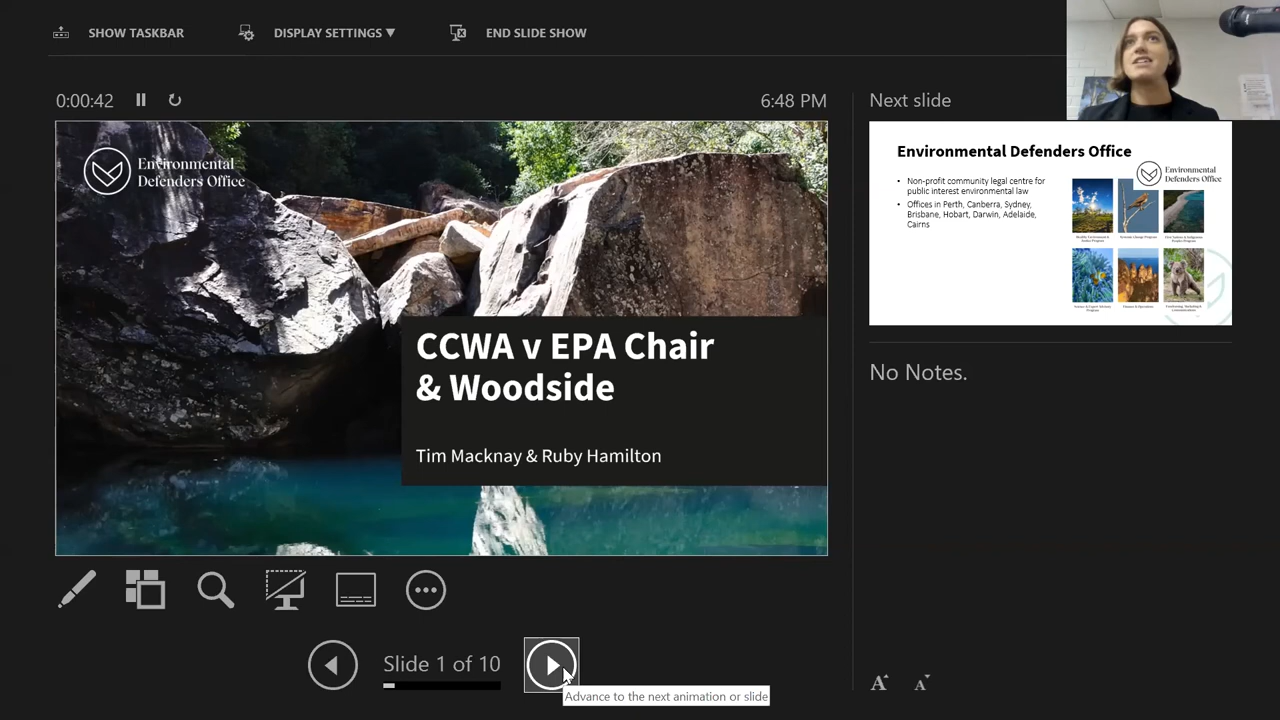 SHOW TASKBAR
DISPLAY SETTINGS ▼
END SLIDE SHOW
0:00:42
6:48 PM
Next slide
Environmental
Defenders Office
CCWA v EPA Chair
& Woodside
Tim Macknay & Ruby Hamilton
Environmental Defenders Office
Environmental
Defenders Office
• Non-profit community legal centre for
public interest environmental law
• Offices in Perth, Canberra, Sydney,
Brisbane, Hobart, Darwin, Adelaide,
Cairns
No Notes.
Slide 1 of 10
Advance to the next animation or slide
A
A